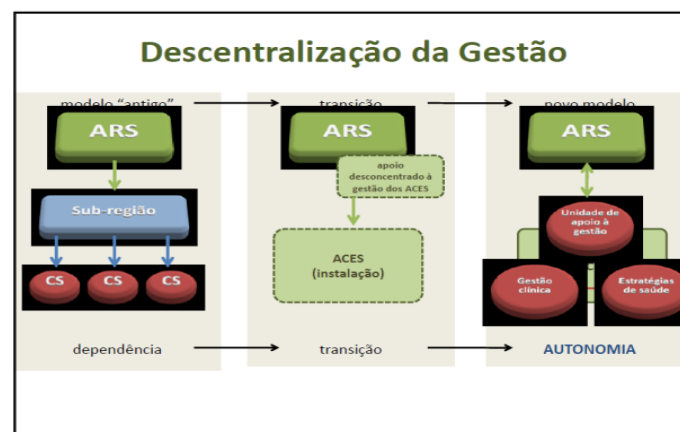 Descentralização da Gestão
modelo "antigo"
transição
novo modelo
ARS
ARS
ARS
apoio
desconcentrado à
gestão dos ACES
Sub-região
Unidade de
apoio à
gestão
ACES
(instalação)
CS
CS
CS
Gestão
clínica
Estratégias
de saúde
dependência
transição
AUTONOMIA